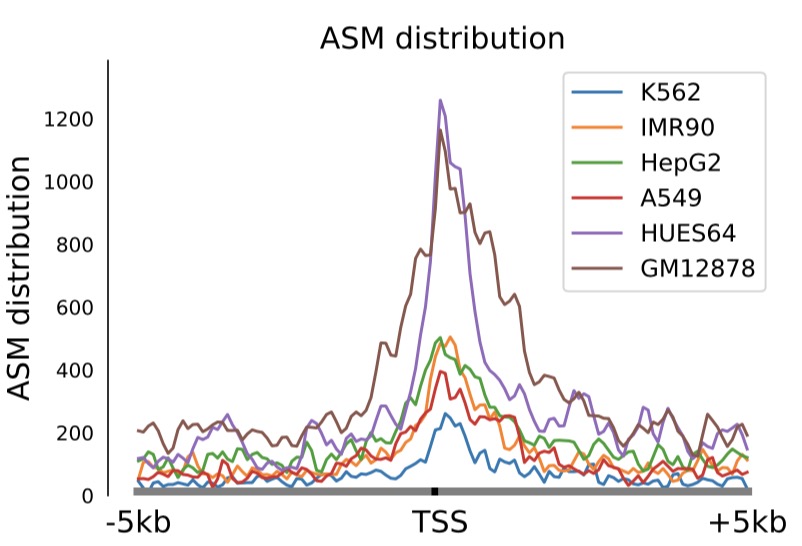 ASM distribution
K562
IMR90
HepG2
A549
HUES64
GM12878
ASM distribution
1200
1000
800
600
400
200
0
-5kb TSS +5kb